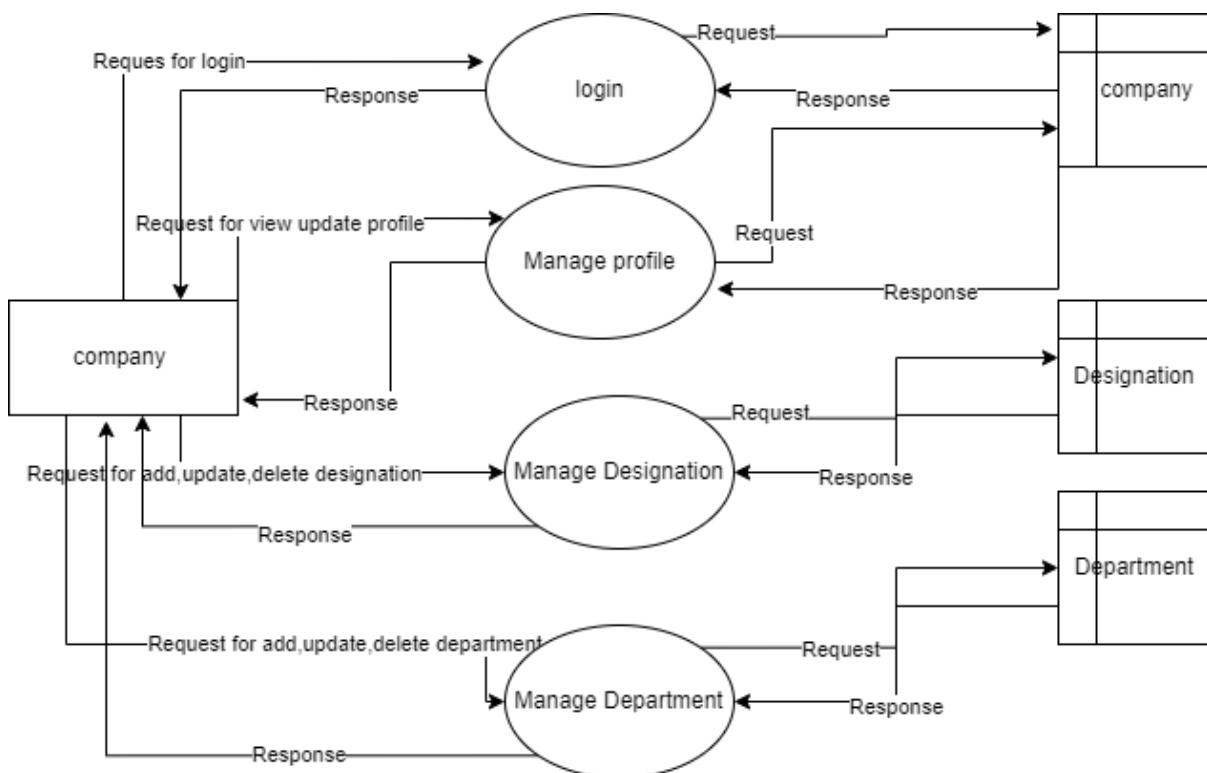 Request
Reques for login
login
company
Response
Response
Request for view update profile
Request
Manage profile
Response
company
Designation
Response
Request
Manage Designation
Request for add,update,delete designation
Response
Response
Department
Request for add,update,delete department
Request
Manage Department
Response
Response